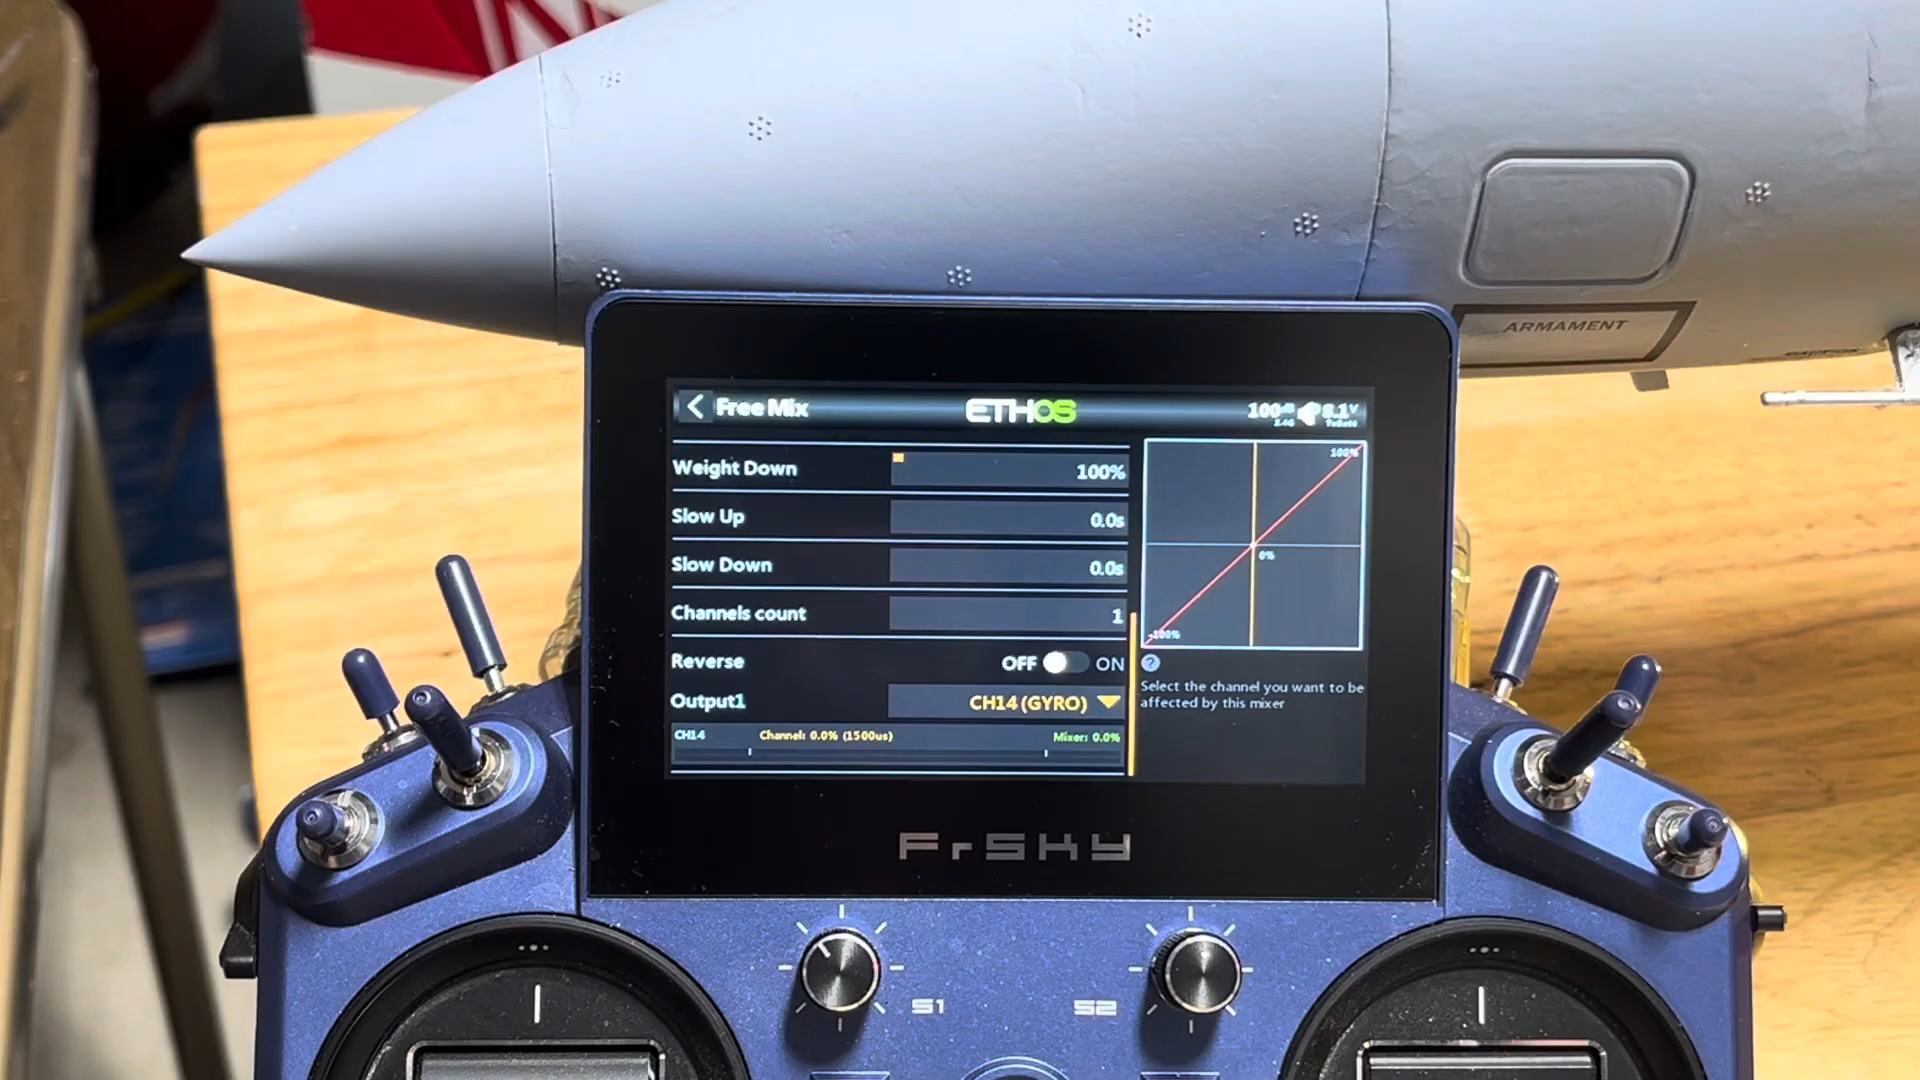 ARMAMENT
Free Mix
ETHOS
100
8.1V
2.4G
Weight Down
100%
Slow Up
0.0s
Slow Down
0.0s
Channels count
1
Reverse
OFF ON
Output1
CH14 (GYRO)
CH14
Channel: 0.0% (1500us)
Mixer: 0.0%
100%
0%
-100%
?
Select the channel you want to be
affected by this mixer
FrSKY
S1
S2